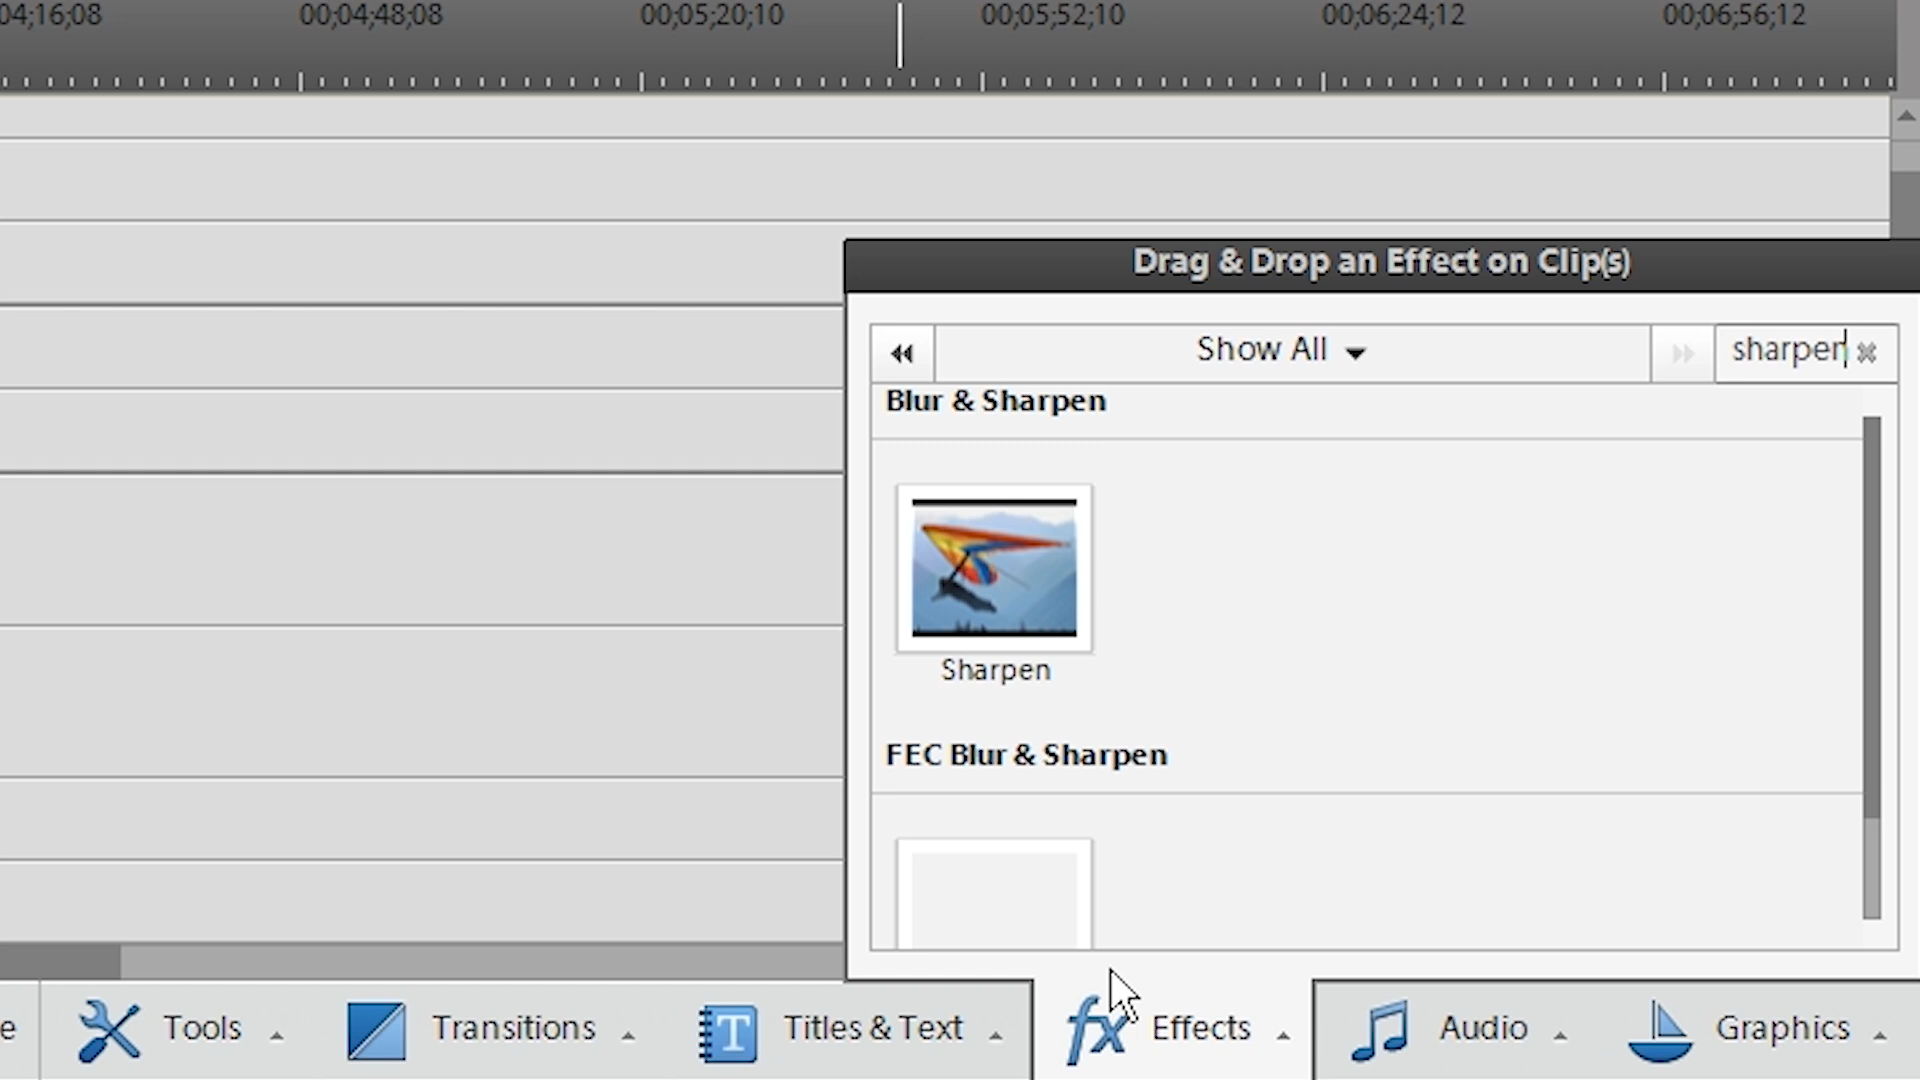 04;16;08 00;04;48;08 00;05;20;10 00;05;52;10 00;06;24;12 00;06;56;12
Drag & Drop an Effect on Clip(s)
Show All sharpen
Blur & Sharpen
Sharpen
FEC Blur & Sharpen
e Tools Transitions T Titles & Text fx Effects Audio Graphics